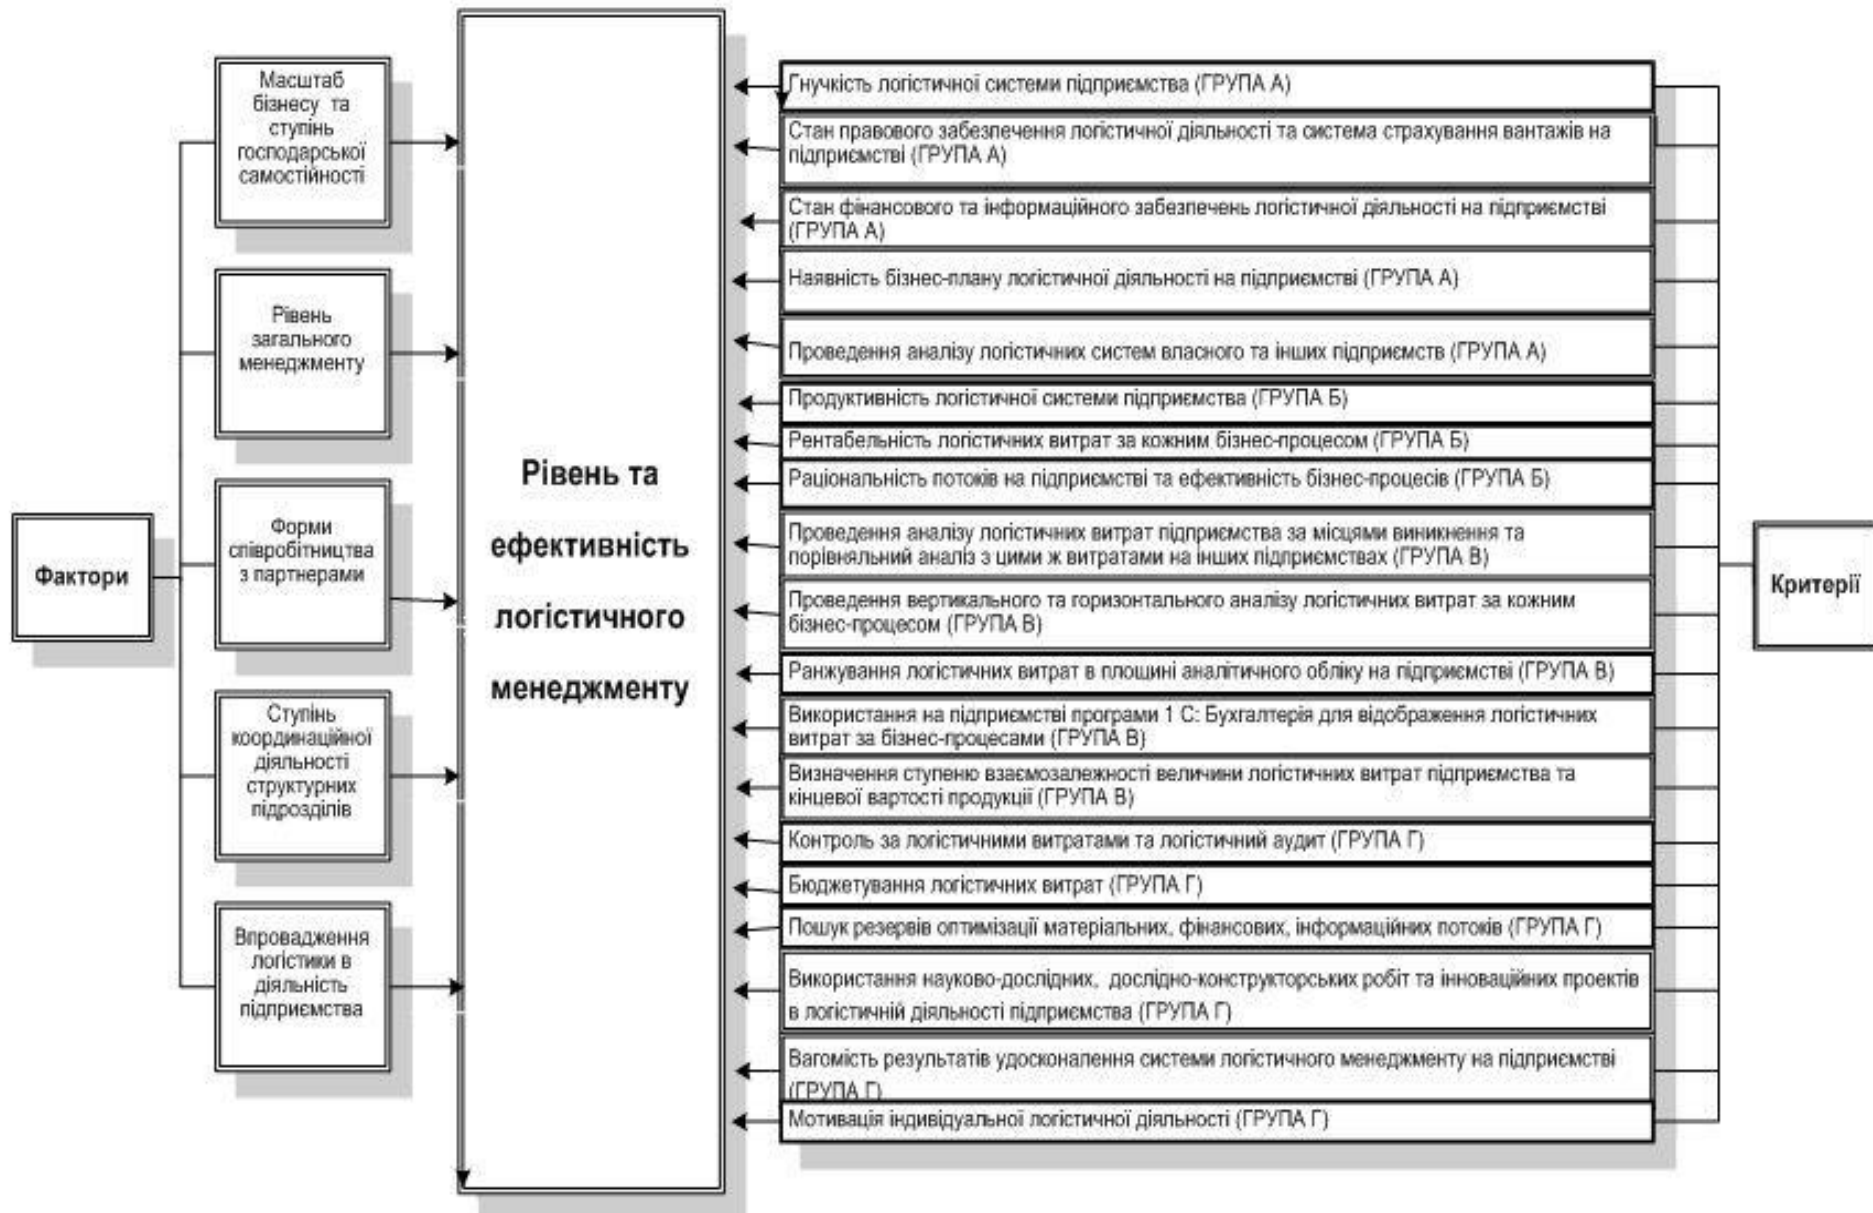 Фактори
Масштаб
бізнесу та
ступінь
господарської
самостійності
Рівень
загального
менеджменту
Форми
співробітництва
з партнерами
Ступінь
координаційної
діяльності
структурних
підрозділів
Впровадження
логістики в
діяльність
підприємства
Рівень та
ефективність
логістичного
менеджменту
Гнучкість логістичної системи підприємства (ГРУПА А)
Стан правового забезпечення логістичної діяльності та система страхування вантажів на
підприємстві (ГРУПА А)
Стан фінансового та інформаційного забезпечень логістичної діяльності на підприємстві
(ГРУПА А)
Наявність бізнес-плану логістичної діяльності на підприємстві (ГРУПА А)
Проведення аналізу логістичних систем власного та інших підприємств (ГРУПА А)
Продуктивність логістичної системи підприємства (ГРУПА Б)
Рентабельність логістичних витрат за кожним бізнес-процесом (ГРУПА Б)
Раціональність потоків на підприємстві та ефективність бізнес-процесів (ГРУПА Б)
Проведення аналізу логістичних витрат підприємства за місцями виникнення та
порівняльний аналіз з цими ж витратами на інших підприємствах (ГРУПА В)
Проведення вертикального та горизонтального аналізу логістичних витрат за кожним
бізнес-процесом (ГРУПА В)
Ранжування логістичних витрат в площині аналітичного обліку на підприємстві (ГРУПА В)
Використання на підприємстві програми 1 С: Бухгалтерія для відображення логістичних
витрат за бізнес-процесами (ГРУПА В)
Визначення ступеню взаємозалежності величини логістичних витрат підприємства та
кінцевої вартості продукції (ГРУПА В)
Контроль за логістичними витратами та логістичний аудит (ГРУПА Г)
Бюджетування логістичних витрат (ГРУПА Г)
Пошук резервів оптимізації матеріальних, фінансових, інформаційних потоків (ГРУПА Г)
Використання науково-дослідних, дослідно-конструкторських робіт та інноваційних проектів
в логістичній діяльності підприємства (ГРУПА Г)
Вагомість результатів удосконалення системи логістичного менеджменту на підприємстві
(ГРУПА Г)
Мотивація індивідуальної логістичної діяльності (ГРУПА Г)
Критерії